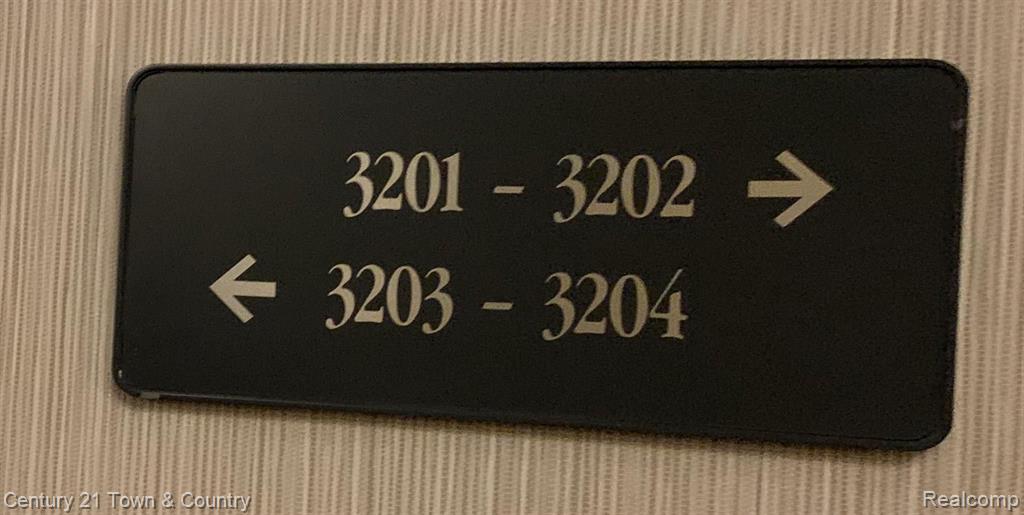 3201 - 3202 →
← 3203 - 3204
Century 21 Town & Country
Realcomp